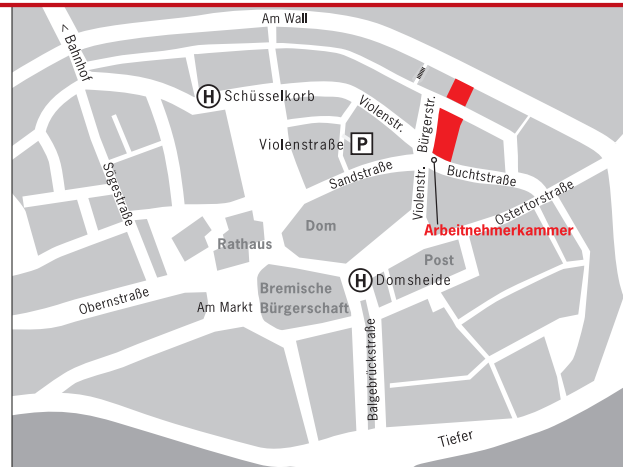 Am Wall
< Bahnhof
H Schüsselkorb
Violenstr.
Bürgerstr.
Violenstraße P
Sandstraße
Buchtstraße
Sögestraße
Violenstr.
Ostertorstraße
Arbeitnehmerkammer
Dom
Rathaus
Post
H Domsheide
Bremische
Bürgerschaft
Obernstraße
Am Markt
Balgebrückstraße
Tiefer